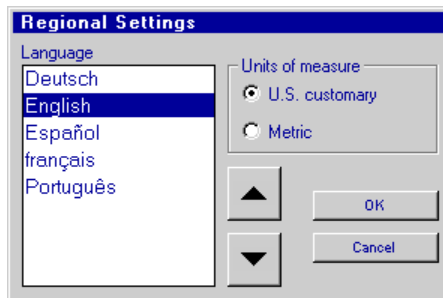 Regional Settings
Language
Deutsch
English
Español
français
Português
Units of measure
U.S. customary
Metric
OK
Cancel